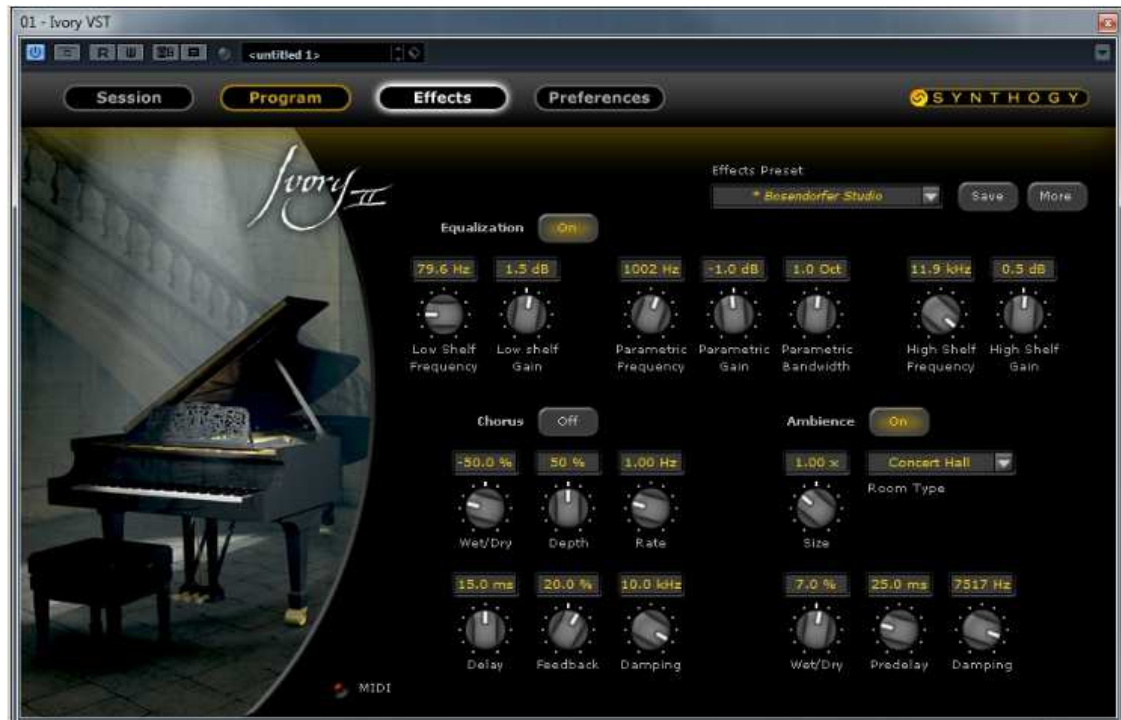 01 - Ivory VST
R W
<untitled 1>
Session Program Effects Preferences SYNTHOGY
Ivory II
Effects Preset
* Bosendorfer Studio Save More
Equalization On
79.6 Hz 1.5 dB 1002 Hz -1.0 dB 1.0 Oct 11.9 kHz 0.5 dB
Low Shelf Low shelf Parametric Parametric Parametric High Shelf High Shelf
Frequency Gain Frequency Gain Bandwidth Frequency Gain
Chorus Off Ambience On
-50.0 % 50 % 1.00 Hz 1.00 x Concert Hall
Room Type
Wet/Dry Depth Rate Size
15.0 ms 20.0 % 10.0 kHz 7.0 % 25.0 ms 7517 Hz
Delay Feedback Damping Wet/Dry Predelay Damping
MIDI